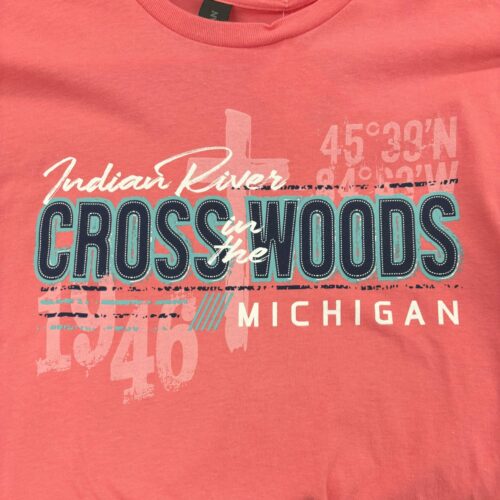 45°39'N
Indian River
CROSS in the WOODS
MICHIGAN
1946